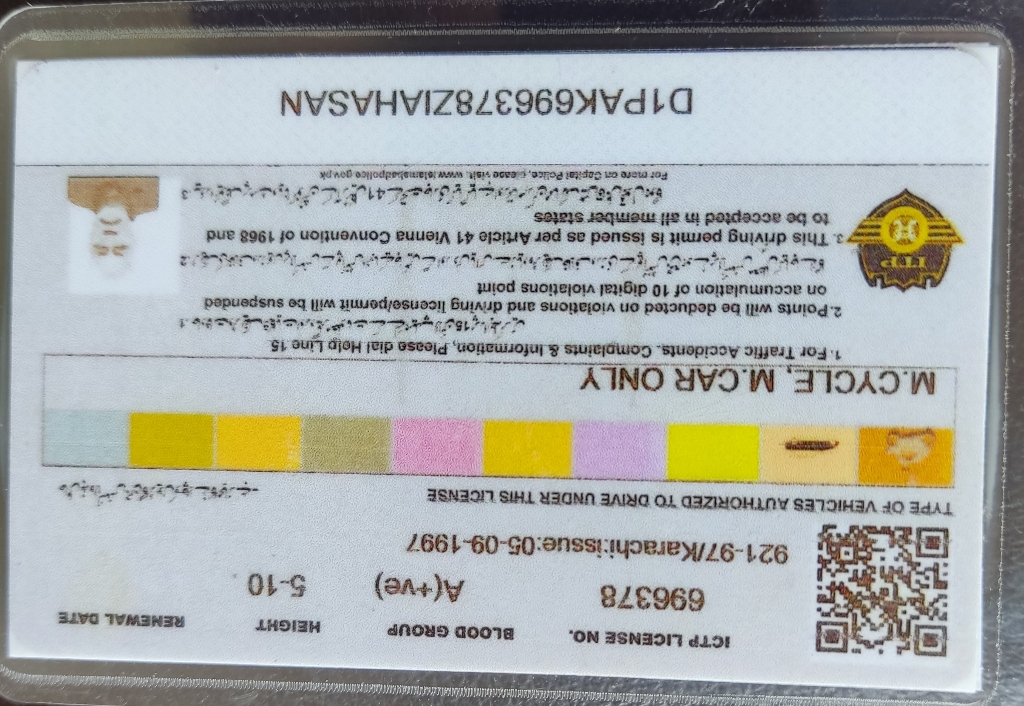 ICTP LICENSE NO. BLOOD GROUP HEIGHT RENEWAL DATE
696378 A(+ve) 5-10
921-97/Karachi:issue:05-09-1997
TYPE OF VEHICLES AUTHORIZED TO DRIVE UNDER THIS LICENSE
M.CYCLE, M.CAR ONLY
1. For Traffic Accidents. Complaints & Information, Please dial Help Line 15
2. Points will be deducted on violations and driving license/permit will be suspended
on accumulation of 10 digital violations point
3. This driving permit is issued as per Article 41 Vienna Convention of 1968 and
to be accepted in all member states
For more on Capital Police, please visit. www.islamabadpolice.gov.pk
ITP
D1PAK696378ZIAHASAN